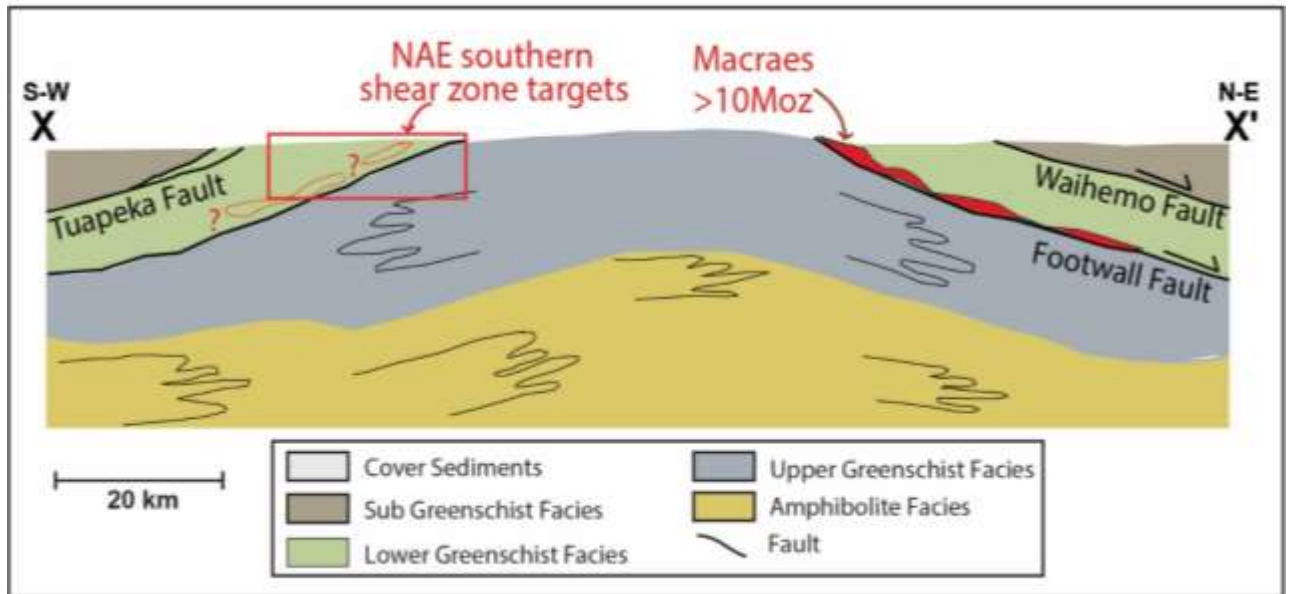 NAE southern
shear zone targets
Macraes
>10Moz
S-W
X
N-E
X'
?
?
Tuapeka Fault
Waihemo Fault
Footwall Fault
20 km
Cover Sediments
Sub Greenschist Facies
Lower Greenschist Facies
Upper Greenschist Facies
Amphibolite Facies
Fault